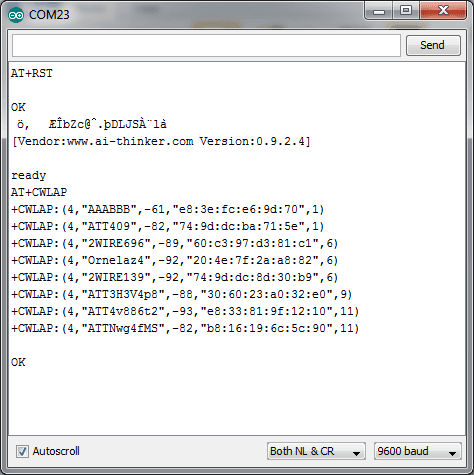 COM23
Send
AT+RST
OK
ö, ÆÎbZc@ˆ.þDLJSÀ¨là
[Vendor:www.ai-thinker.com Version:0.9.2.4]
ready
AT+CWLAP
+CWLAP:(4,"AAABBB",-61,"e8:3e:fc:e6:9d:70",1)
+CWLAP:(4,"ATT409",-82,"74:9d:dc:ba:71:5e",1)
+CWLAP:(4,"2WIRE696",-89,"60:c3:97:d3:81:c1",6)
+CWLAP:(4,"Ornelaz4",-92,"20:4e:7f:2a:a8:82",6)
+CWLAP:(4,"2WIRE139",-92,"74:9d:dc:8d:30:b9",6)
+CWLAP:(4,"ATT3H3V4p8",-88,"30:60:23:a0:32:e0",9)
+CWLAP:(4,"ATT4v886t2",-93,"e8:33:81:9f:12:10",11)
+CWLAP:(4,"ATTNwg4fMS",-82,"b8:16:19:6c:5c:90",11)
OK
Autoscroll
Both NL & CR
9600 baud